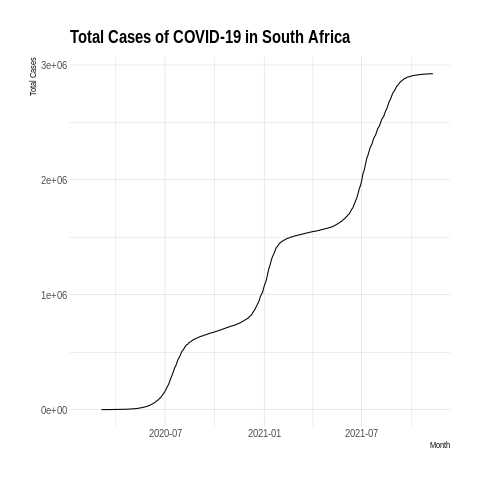 Total Cases of COVID-19 in South Africa
Total Cases
3e+06
2e+06
1e+06
0e+00
2020-07 2021-01 2021-07
Month